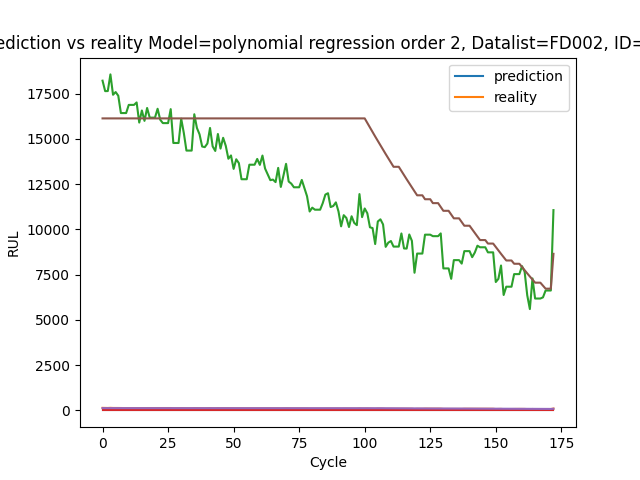 ediction vs reality Model=polynomial regression order 2, Datalist=FD002, ID=
prediction
reality
RUL
17500
15000
12500
10000
7500
5000
2500
0
0 25 50 75 100 125 150 175
Cycle